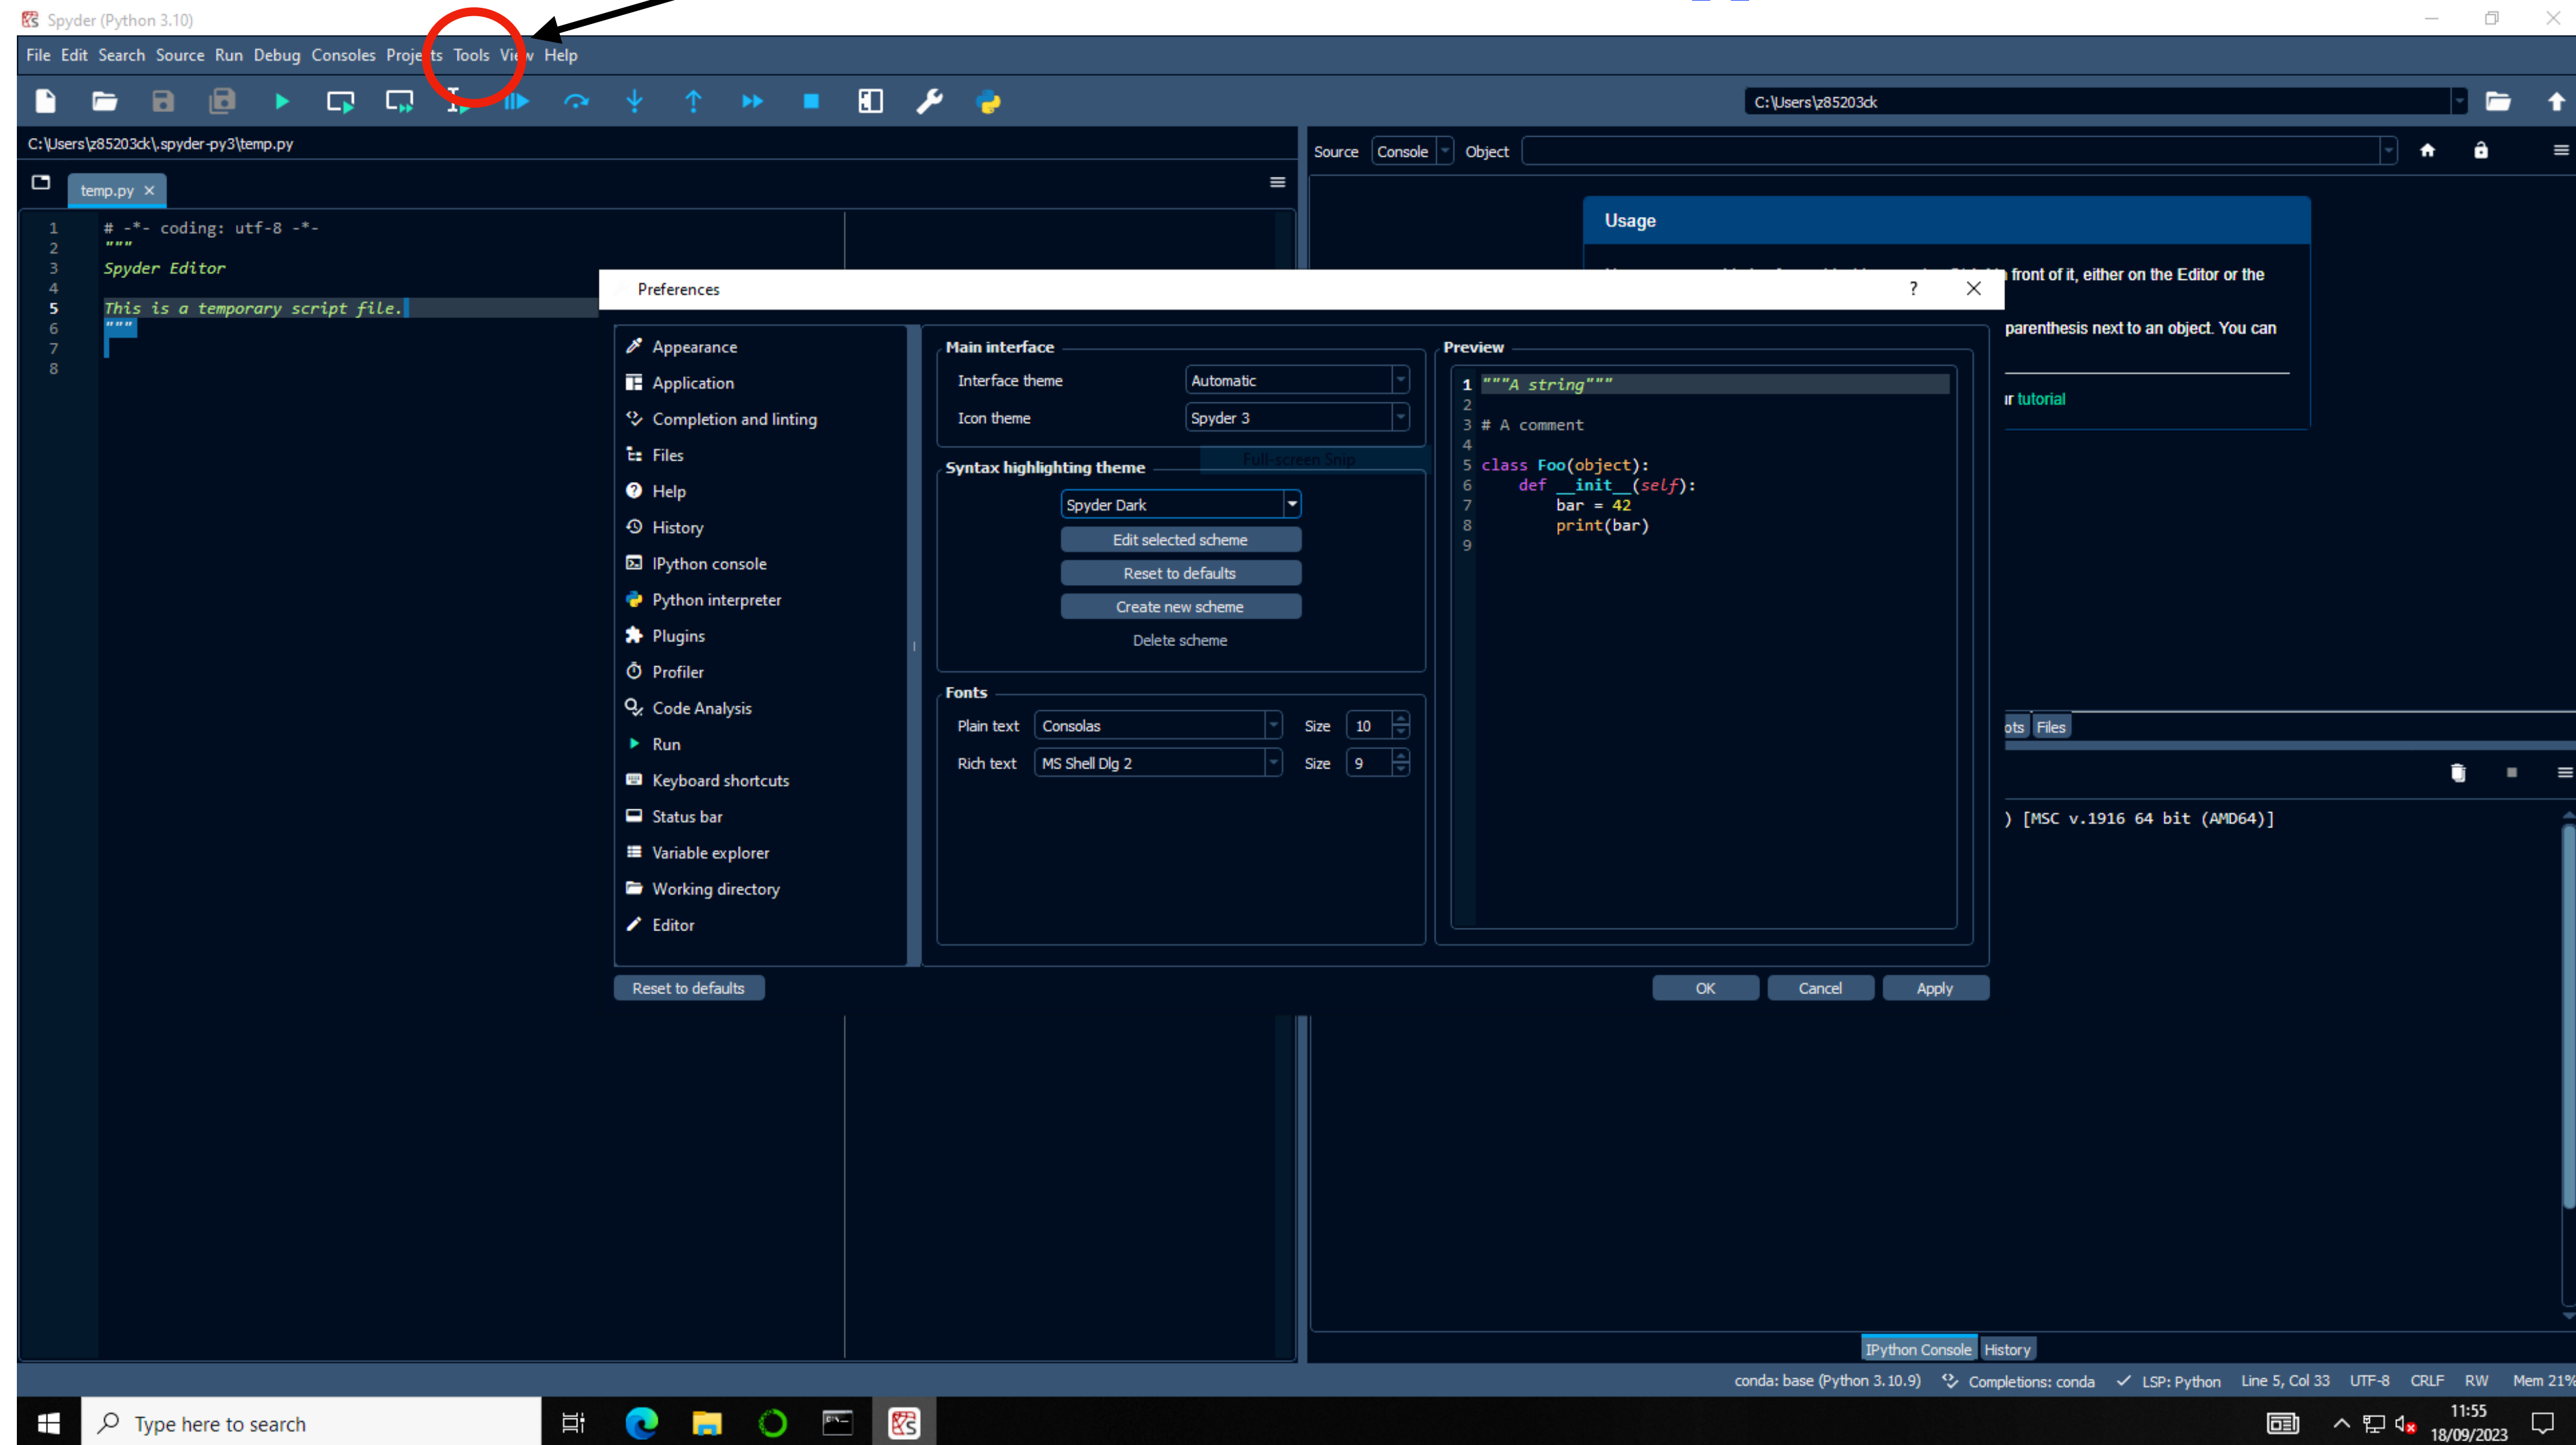 Spyder (Python 3.10)
File Edit Search Source Run Debug Consoles Projects Tools View Help
C:\Users\z85203ck
C:\Users\z85203ck\.spyder-py3\temp.py
Source Console Object
temp.py
1 # -*- coding: utf-8 -*-
2 """
3 Spyder Editor
4
5 This is a temporary script file.
6 """
7
8
Usage
front of it, either on the Editor or the
parenthesis next to an object. You can
tutorial
Preferences
Appearance
Application
Completion and linting
Files
Help
History
IPython console
Python interpreter
Plugins
Profiler
Code Analysis
Run
Keyboard shortcuts
Status bar
Variable explorer
Working directory
Editor
Main interface
Interface theme Automatic
Icon theme Spyder 3
Full-screen Snip
Syntax highlighting theme
Spyder Dark
Edit selected scheme
Reset to defaults
Create new scheme
Delete scheme
Fonts
Plain text Consolas Size 10
Rich text MS Shell Dlg 2 Size 9
Preview
1 """A string"""
2
3 # A comment
4
5 class Foo(object):
6 def __init__(self):
7 bar = 42
8 print(bar)
9
Reset to defaults
OK Cancel Apply
Files
) [MSC v.1916 64 bit (AMD64)]
IPython Console History
conda: base (Python 3.10.9) Completions: conda LSP: Python Line 5, Col 33 UTF-8 CRLF RW Mem 21%
Type here to search
11:55
18/09/2023